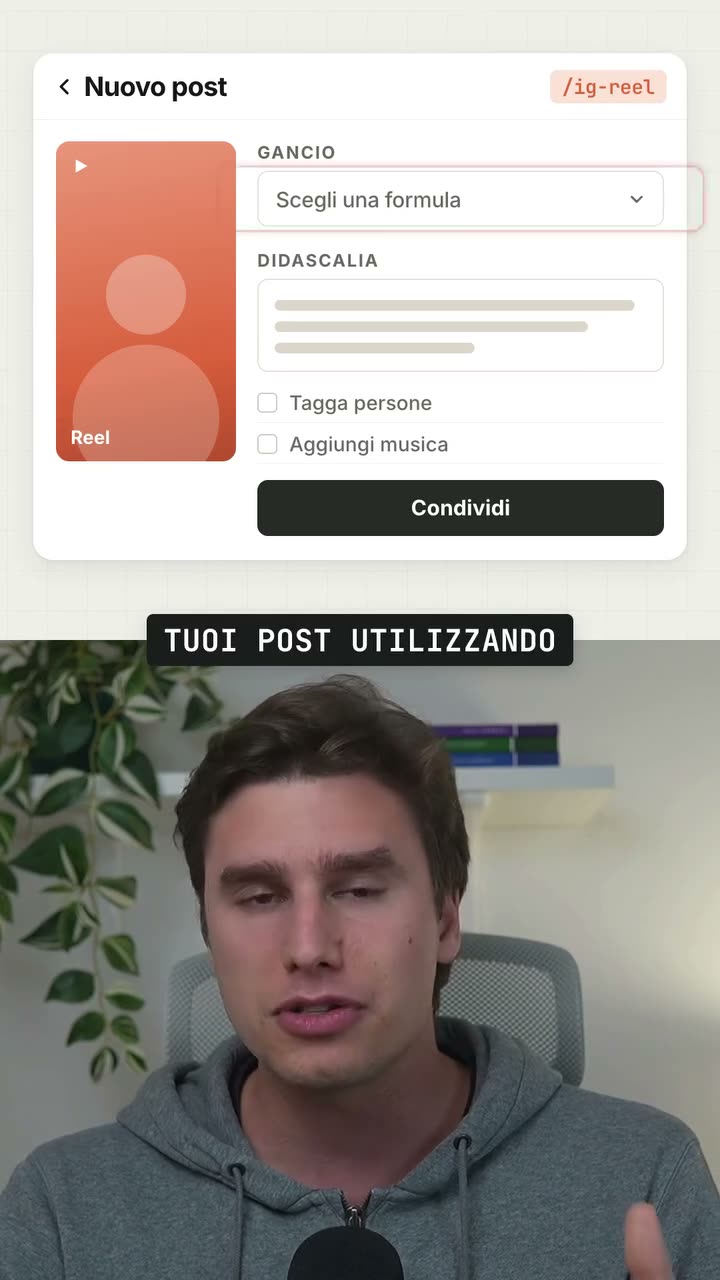 Nuovo post
/ig-reel
GANCIO
Scegli una formula
DIDASCALIA
Tagga persone
Aggiungi musica
Reel
Condividi
TUOI POST UTILIZZANDO